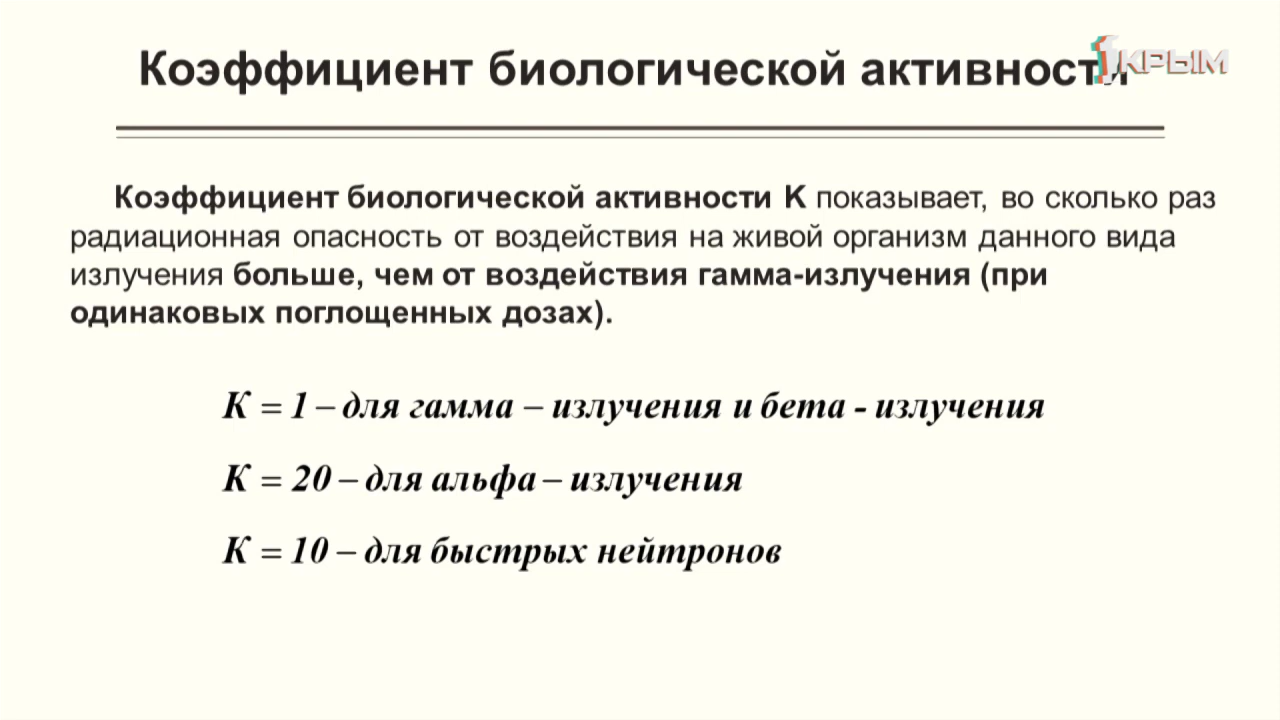 Коэффициент биологической активности
1КРЫМ
Коэффициент биологической активности К показывает, во сколько раз
радиационная опасность от воздействия на живой организм данного вида
излучения больше, чем от воздействия гамма-излучения (при
одинаковых поглощенных дозах).
К = 1 – для гамма – излучения и бета - излучения
К = 20 – для альфа – излучения
К = 10 – для быстрых нейтронов